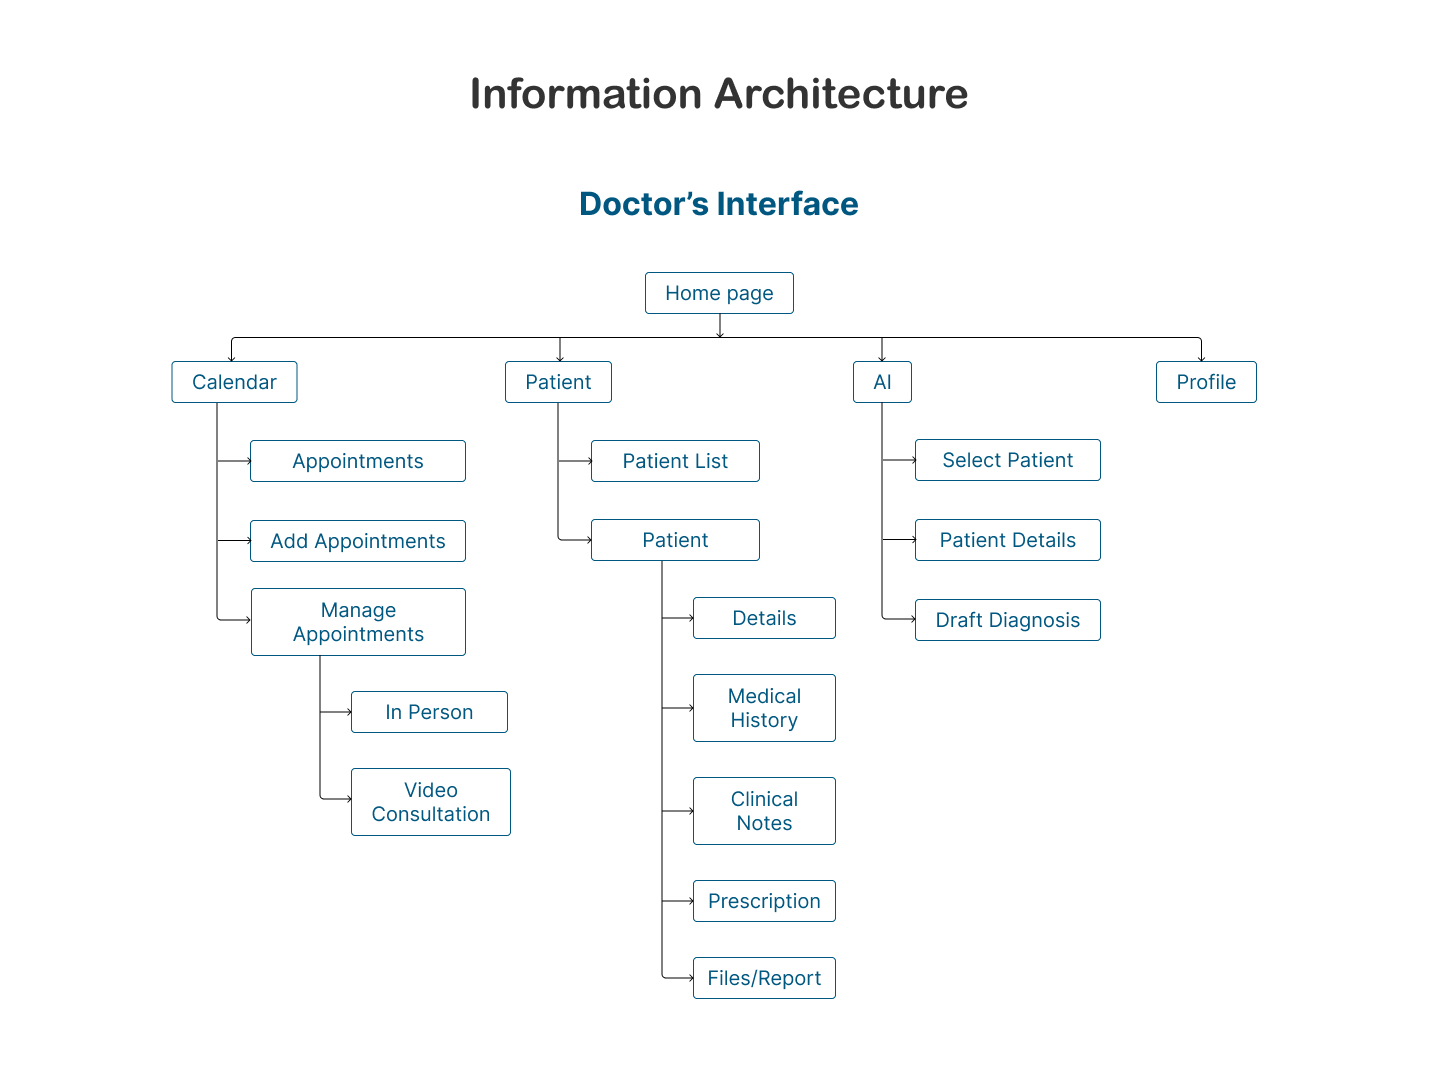 Information Architecture
Doctor’s Interface
Home page
Calendar
Patient
AI
Profile
Appointments
Add Appointments
Manage
Appointments
In Person
Video
Consultation
Patient List
Patient
Details
Medical
History
Clinical
Notes
Prescription
Files/Report
Select Patient
Patient Details
Draft Diagnosis